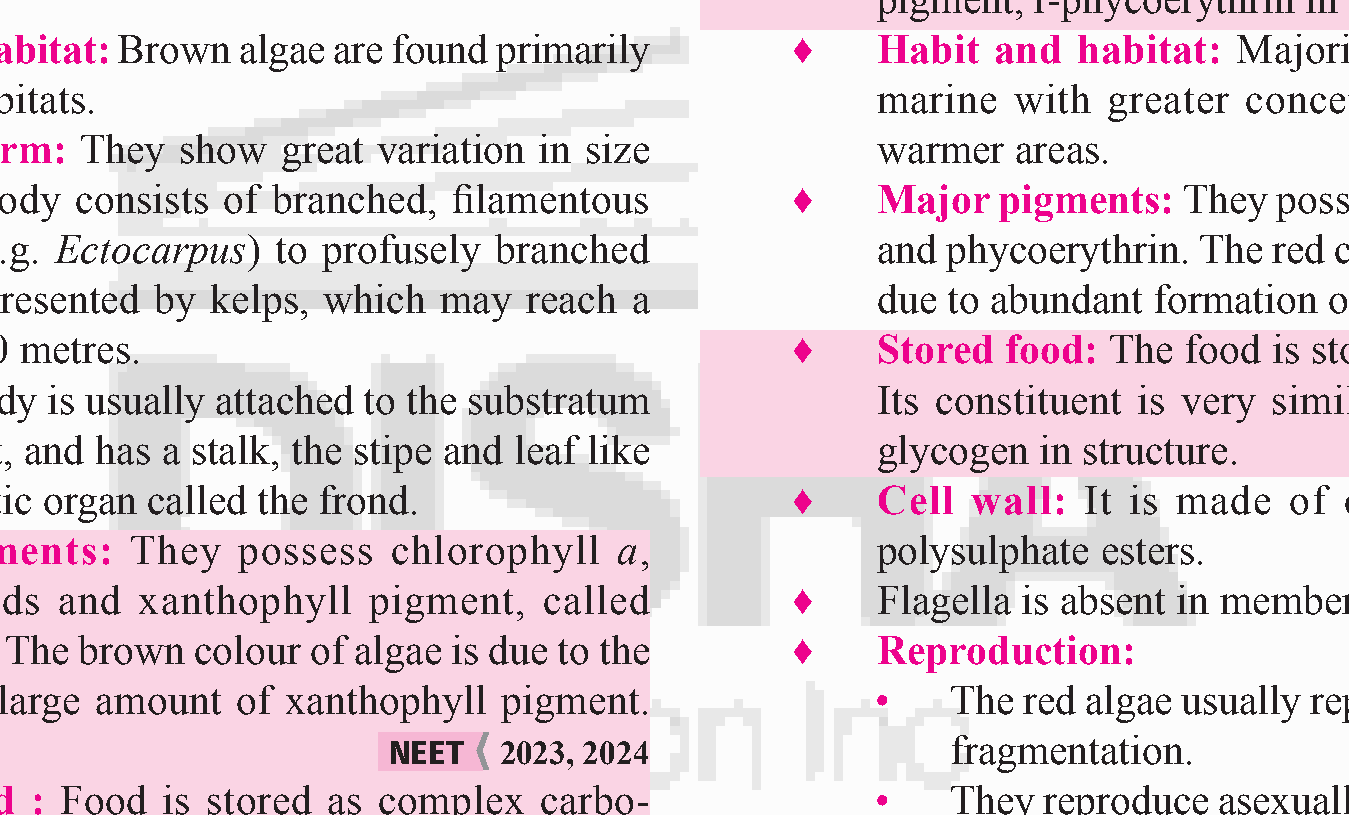 abitat: Brown algae are found primarily
bitats.
rm: They show great variation in size
ody consists of branched, filamentous
.g. Ectocarpus) to profusely branched
resented by kelps, which may reach a
0 metres.
dy is usually attached to the substratum
t, and has a stalk, the stipe and leaf like
tic organ called the frond.
ments: They possess chlorophyll a,
ds and xanthophyll pigment, called
The brown colour of algae is due to the
large amount of xanthophyll pigment.
NEET 2023, 2024
d : Food is stored as complex carbo-
pigment, r-phycoerythrin in
♦ Habit and habitat: Majori
marine with greater conce
warmer areas.
♦ Major pigments: They poss
and phycoerythrin. The red c
due to abundant formation o
♦ Stored food: The food is sto
Its constituent is very simil
glycogen in structure.
♦ Cell wall: It is made of c
polysulphate esters.
♦ Flagella is absent in member
♦ Reproduction:
• The red algae usually rep
fragmentation.
• They reproduce asexuall
DISHA
on Inc